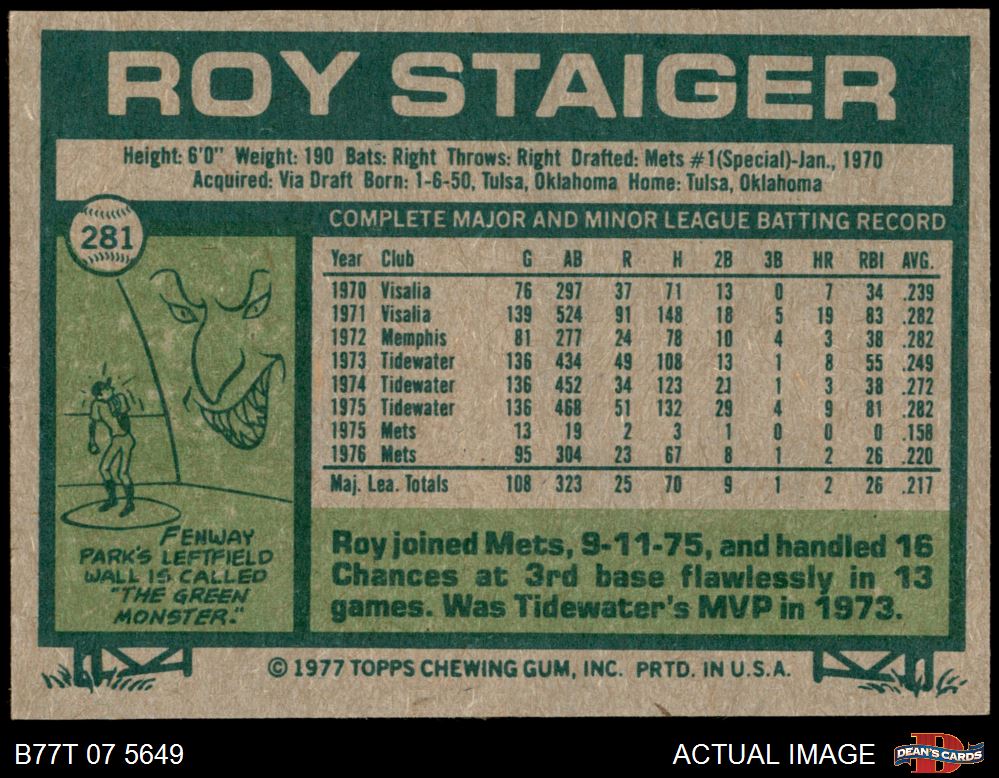 ROY STAIGER
Height: 6'0" Weight: 190 Bats: Right Throws: Right Drafted: Mets #1(Special)-Jan., 1970
Acquired: Via Draft Born: 1-6-50, Tulsa, Oklahoma Home: Tulsa, Oklahoma
281
COMPLETE MAJOR AND MINOR LEAGUE BATTING RECORD
Year Club G AB R H 2B 3B HR RBI AVG.
1970 Visalia 76 297 37 71 13 0 7 34 .239
1971 Visalia 139 524 91 148 18 5 19 83 .282
1972 Memphis 81 277 24 78 10 4 3 38 .282
1973 Tidewater 136 434 49 108 13 1 8 55 .249
1974 Tidewater 136 452 34 123 21 1 3 38 .272
1975 Tidewater 136 468 51 132 29 4 9 81 .282
1975 Mets 13 19 2 3 1 0 0 0 .158
1976 Mets 95 304 23 67 8 1 2 26 .220
Maj. Lea. Totals 108 323 25 70 9 1 2 26 .217
FENWAY
PARK'S LEFTFIELD
WALL IS CALLED
"THE GREEN
MONSTER."
Roy joined Mets, 9-11-75, and handled 16
Chances at 3rd base flawlessly in 13
games. Was Tidewater's MVP in 1973.
© 1977 TOPPS CHEWING GUM, INC. PRTD. IN U.S.A.
B77T 07 5649
ACTUAL IMAGE
D
DEAN'S CARDS